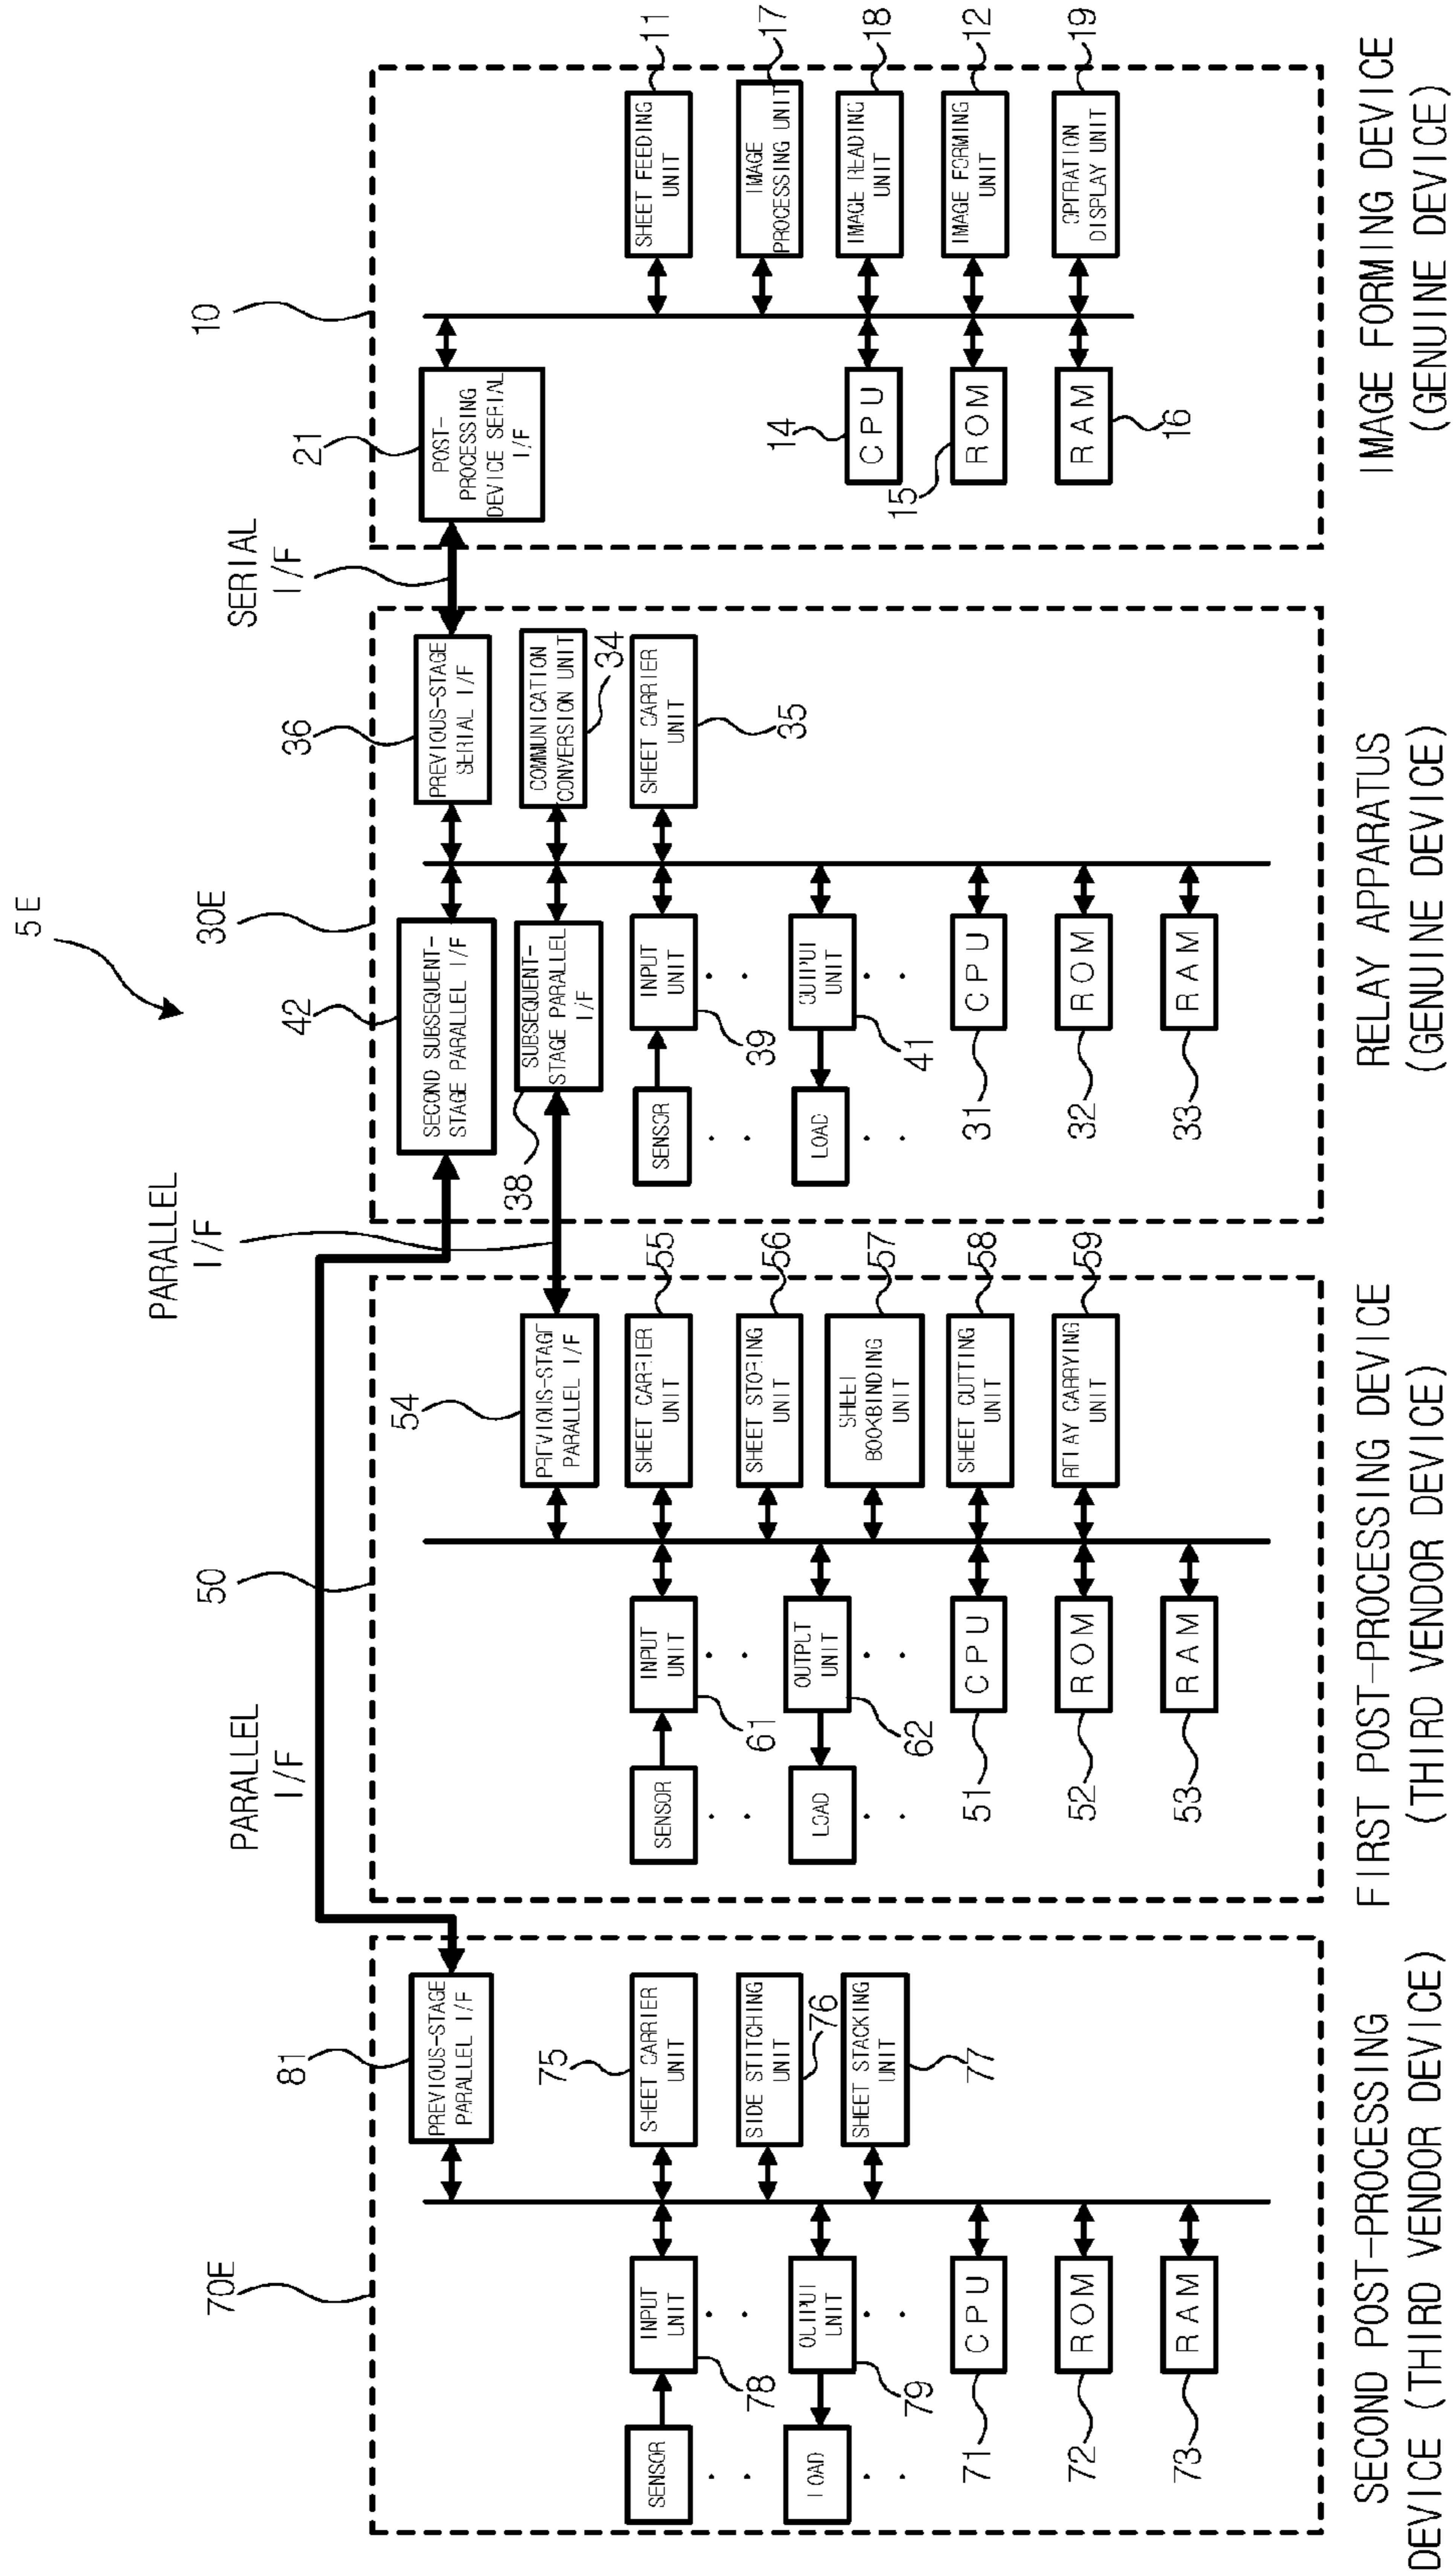 5E
SECOND POST-PROCESSING
DEVICE (THIRD VENDOR DEVICE)
70E
81
PREVIOUS-STAGE
PARALLEL I/F
75
SHEET CARRIER
UNIT
SIDE STITCHING
UNIT
76
SHEET STACKING
UNIT
77
SENSOR
INPUT
UNIT
78
LOAD
OUTPUT
UNIT
79
71
CPU
72
ROM
73
RAM
PARALLEL
I/F
FIRST POST-PROCESSING DEVICE
(THIRD VENDOR DEVICE)
50
54
PREVIOUS-STAGE
PARALLEL I/F
SHEET CARRIER
UNIT
55
SHEET STORING
UNIT
56
SHEET
BOOKBINDING
UNIT
57
SHEET CUTTING
UNIT
58
RELAY CARRYING
UNIT
59
SENSOR
INPUT
UNIT
61
LOAD
OUTPUT
UNIT
62
51
CPU
52
ROM
53
RAM
PARALLEL
I/F
RELAY APPARATUS
(GENUINE DEVICE)
30E
42
SECOND SUBSEQUENT-
STAGE PARALLEL I/F
38
SUBSEQUENT-
STAGE PARALLEL
I/F
36
PREVIOUS-STAGE
SERIAL I/F
COMMUNICATION
CONVERSION UNIT
34
SHEET CARRIER
UNIT
35
SENSOR
INPUT
UNIT
39
LOAD
OUTPUT
UNIT
41
31
CPU
32
ROM
33
RAM
SERIAL
I/F
IMAGE FORMING DEVICE
(GENUINE DEVICE)
10
21
POST-
PROCESSING
DEVICE SERIAL
I/F
SHEET FEEDING
UNIT
11
IMAGE
PROCESSING UNIT
17
IMAGE READING
UNIT
18
IMAGE FORMING
UNIT
12
OPERATION
DISPLAY UNIT
19
14
CPU
15
ROM
RAM
16